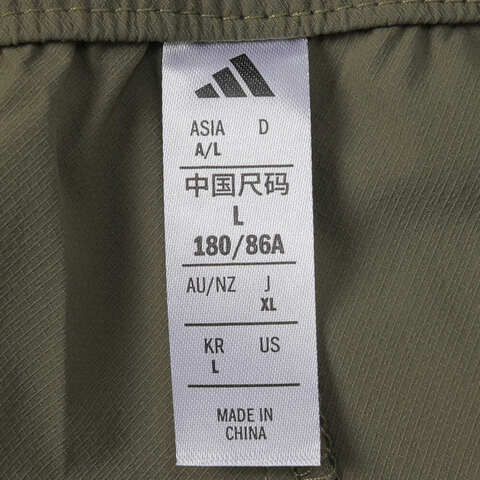 ASIA D
A/L
中国尺码
L
180/86A
AU/NZ J
XL
KR US
L
MADE IN
CHINA